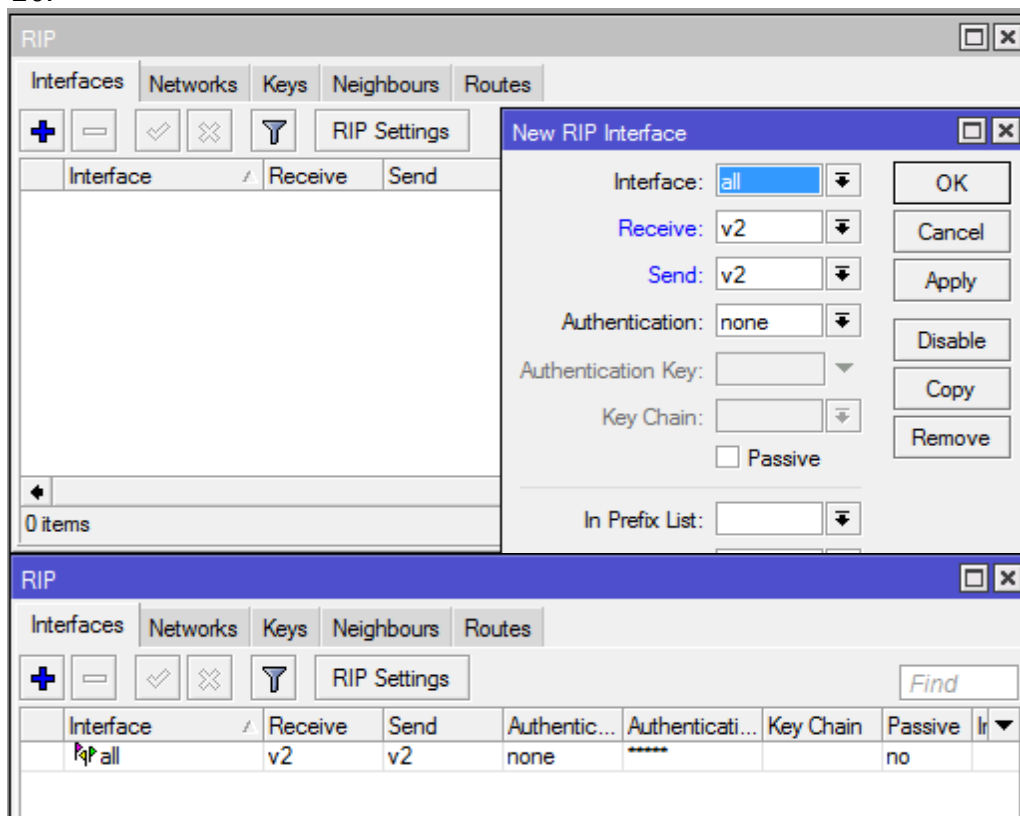 RIP
Interfaces Networks Keys Neighbours Routes
RIP Settings
Interface Receive Send
0 items
New RIP Interface
Interface: all
OK
Receive: v2
Cancel
Send: v2
Apply
Authentication: none
Disable
Authentication Key:
Copy
Key Chain:
Remove
Passive
In Prefix List:
RIP
Interfaces Networks Keys Neighbours Routes
RIP Settings
Find
Interface Receive Send Authentic... Authenticati... Key Chain Passive
all v2 v2 none ***** no